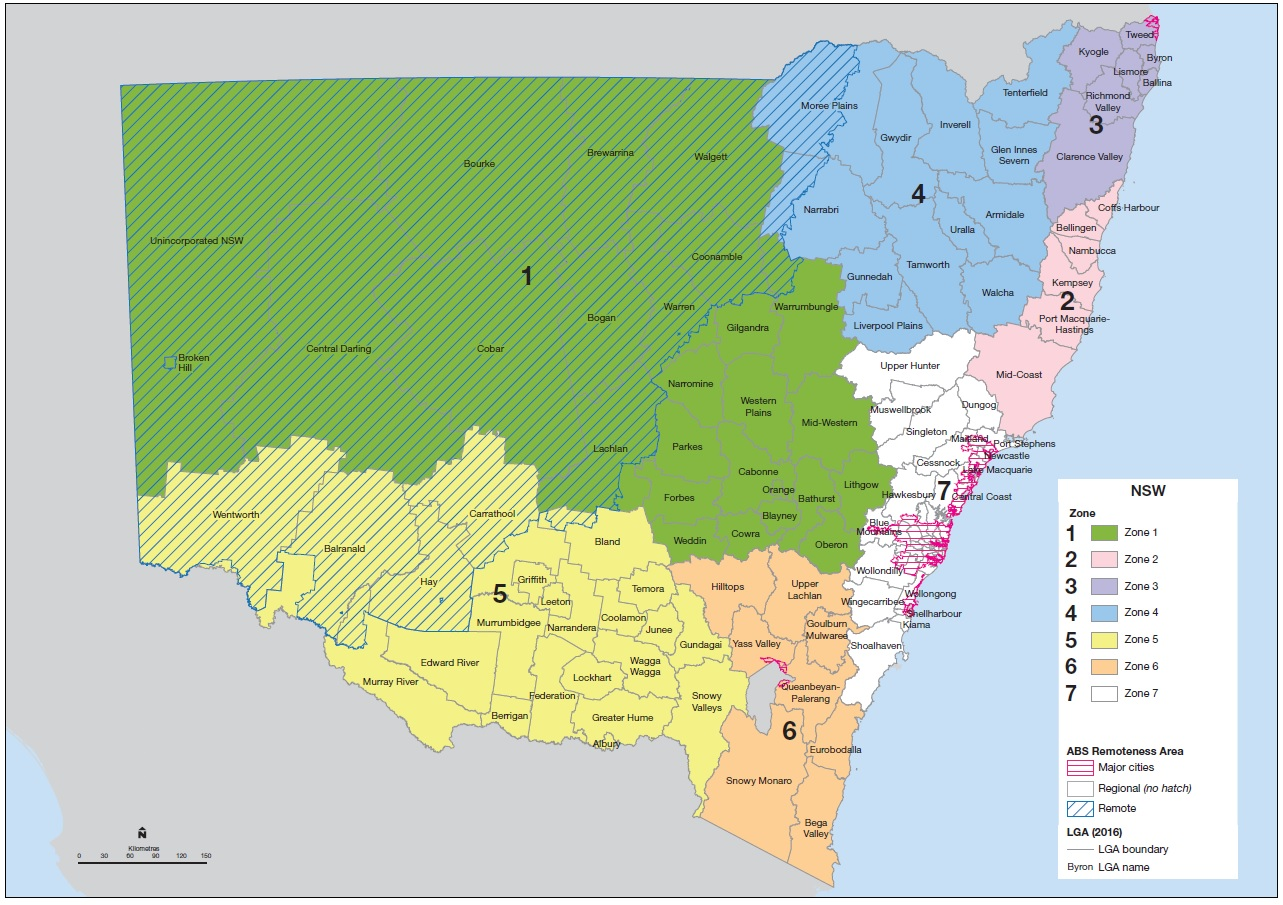 Tweed
Kyogle
Byron
Lismore
Ballina
Richmond
Valley
3
Clarence Valley
Tenterfield
Moree Plains
Gwydir
Inverell
Glen Innes
Severn
4
Narrabri
Armidale
Uralla
Tamworth
Gunnedah
Walcha
Liverpool Plains
Coffs Harbour
Bellingen
Nambucca
Kempsey
2
Port Macquarie-
Hastings
Mid-Coast
Bourke
Brewarrina
Walgett
Unincorporated NSW
1
Coonamble
Warren
Bogan
Central Darling
Cobar
Broken
Hill
Lachlan
Warrumbungle
Gilgandra
Narromine
Western
Plains
Mid-Western
Parkes
Cabonne
Orange
Forbes
Bathurst
Lithgow
Blayney
Weddin
Cowra
Oberon
Upper Hunter
Muswellbrook
Dungog
Singleton
Maitland
Port Stephens
Newcastle
Cessnock
Lake Macquarie
Hawkesbury
7
Central Coast
Blue
Mountains
Wollondilly
Wollongong
Wingecarribee
Shellharbour
Kiama
Shoalhaven
Wentworth
Carrathool
Balranald
Bland
Hay
5
Griffith
Leeton
Temora
Murrumbidgee
Narrandera
Coolamon
Junee
Gundagai
Edward River
Wagga
Wagga
Lockhart
Murray River
Federation
Snowy
Valleys
Berrigan
Greater Hume
Albury
Hilltops
Upper
Lachlan
Goulburn
Mulwaree
Yass Valley
Queanbeyan-
Palerang
6
Eurobodalla
Snowy Monaro
Bega
Valley
N
Kilometres
0 30 60 90 120 150
NSW
Zone
1 Zone 1
2 Zone 2
3 Zone 3
4 Zone 4
5 Zone 5
6 Zone 6
7 Zone 7
ABS Remoteness Area
Major cities
Regional (no hatch)
Remote
LGA (2016)
LGA boundary
Byron LGA name